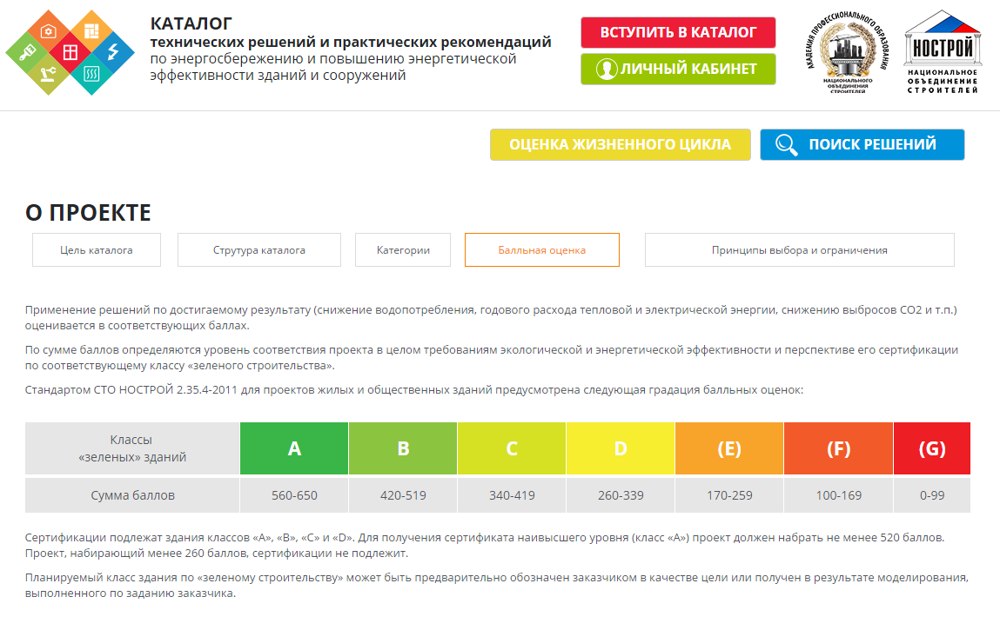 КАТАЛОГ
технических решений и практических рекомендаций
по энергосбережению и повышению энергетической
эффективности зданий и сооружений
ВСТУПИТЬ В КАТАЛОГ
ЛИЧНЫЙ КАБИНЕТ
АКАДЕМИЯ ПРОФЕССИОНАЛЬНОГО ОБРАЗОВАНИЯ
НАЦИОНАЛЬНОГО
ОБЪЕДИНЕНИЯ
СТРОИТЕЛЕЙ
НОСТРОЙ
НАЦИОНАЛЬНОЕ
ОБЪЕДИНЕНИЕ
СТРОИТЕЛЕЙ
ОЦЕНКА ЖИЗНЕННОГО ЦИКЛА
ПОИСК РЕШЕНИЙ
О ПРОЕКТЕ
Цель каталога
Струтура каталога
Категории
Балльная оценка
Принципы выбора и ограничения
Применение решений по достигаемому результату (снижение водопотребления, годового расхода тепловой и электрической энергии, снижению выбросов СО2 и т.п.)
оценивается в соответствующих баллах.
По сумме баллов определяются уровень соответствия проекта в целом требованиям экологической и энергетической эффективности и перспективе его сертификации
по соответствующему классу «зеленого строительства».
Стандартом СТО НОСТРОЙ 2.35.4-2011 для проектов жилых и общественных зданий предусмотрена следующая градация балльных оценок:
Классы
«зеленых» зданий
A B C D (E) (F) (G)
Сумма баллов 560-650 420-519 340-419 260-339 170-259 100-169 0-99
Сертификации подлежат здания классов «A», «B», «C» и «D». Для получения сертификата наивысшего уровня (класс «A») проект должен набрать не менее 520 баллов.
Проект, набирающий менее 260 баллов, сертификации не подлежит.
Планируемый класс здания по «зеленому строительству» может быть предварительно обозначен заказчиком в качестве цели или получен в результате моделирования,
выполненного по заданию заказчика.